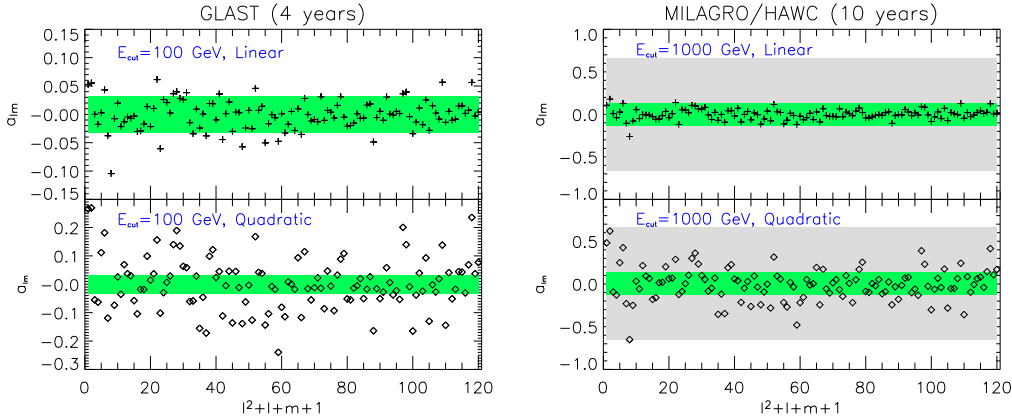 GLAST (4 years)
MILAGRO/HAWC (10 years)
0.15
0.10
0.05
−0.00
−0.05
−0.10
−0.15
a_lm
E_cut=100 GeV, Linear
1.0
0.5
0.0
−0.5
−1.0
a_lm
E_cut=1000 GeV, Linear
0.2
0.1
−0.0
−0.1
−0.2
−0.3
a_lm
E_cut=100 GeV, Quadratic
0 20 40 60 80 100 120
l²+l+m+1
0.5
0.0
−0.5
−1.0
a_lm
E_cut=1000 GeV, Quadratic
0 20 40 60 80 100 120
l²+l+m+1